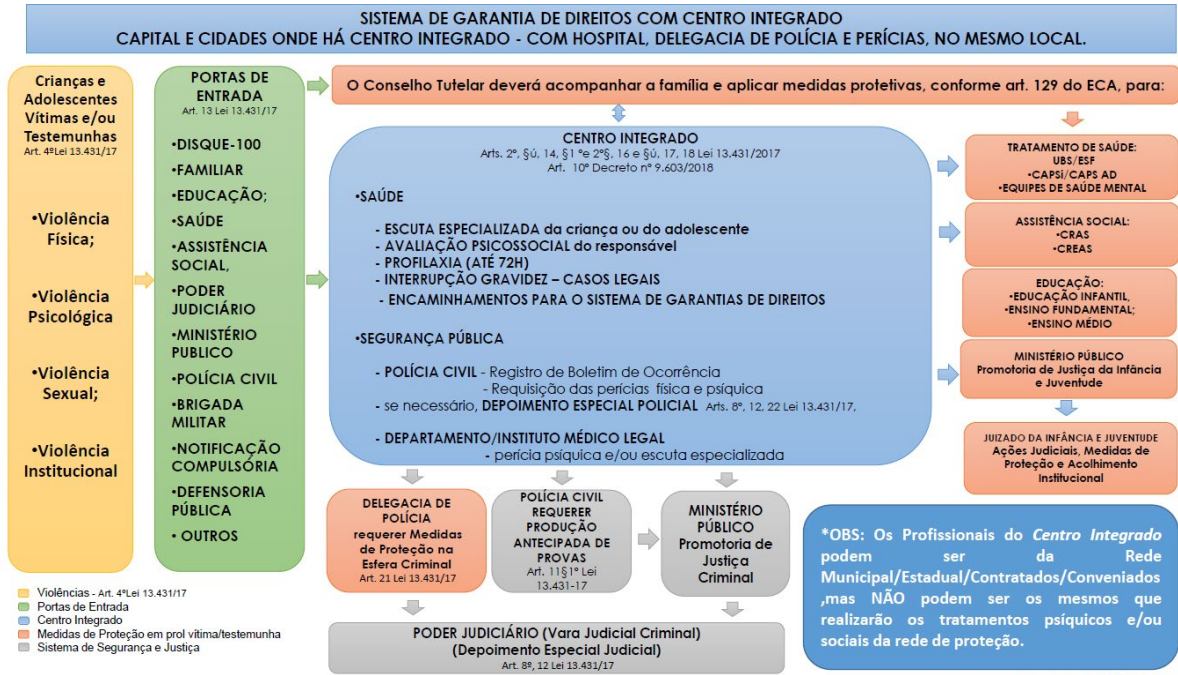 SISTEMA DE GARANTIA DE DIREITOS COM CENTRO INTEGRADO
CAPITAL E CIDADES ONDE HÁ CENTRO INTEGRADO - COM HOSPITAL, DELEGACIA DE POLÍCIA E PERÍCIAS, NO MESMO LOCAL.
Crianças e
Adolescentes
Vítimas e/ou
Testemunhas
Art. 4ºLei 13.431/17
•Violência
Física;
•Violência
Psicológica
•Violência
Sexual;
•Violência
Institucional
PORTAS DE
ENTRADA
Art. 13 Lei 13.431/17
•DISQUE-100
•FAMILIAR
•EDUCAÇÃO;
•SAÚDE
•ASSISTÊNCIA
SOCIAL,
•PODER
JUDICIÁRIO
•MINISTÉRIO
PUBLICO
•POLÍCIA CIVIL
•BRIGADA
MILITAR
•NOTIFICAÇÃO
COMPULSÓRIA
•DEFENSORIA
PÚBLICA
• OUTROS
O Conselho Tutelar deverá acompanhar a família e aplicar medidas protetivas, conforme art. 129 do ECA, para:
CENTRO INTEGRADO
Arts. 2º, §ú, 14, §1 ºe 2º§, 16 e §ú, 17, 18 Lei 13.431/2017
Art. 10º Decreto nº 9.603/2018
•SAÚDE
- ESCUTA ESPECIALIZADA da criança ou do adolescente
- AVALIAÇÃO PSICOSSOCIAL do responsável
- PROFILAXIA (ATÉ 72H)
- INTERRUPÇÃO GRAVIDEZ – CASOS LEGAIS
- ENCAMINHAMENTOS PARA O SISTEMA DE GARANTIAS DE DIREITOS
•SEGURANÇA PÚBLICA
- POLÍCIA CIVIL - Registro de Boletim de Ocorrência
- Requisição das perícias física e psíquica
- se necessário, DEPOIMENTO ESPECIAL POLICIAL Arts. 8º, 12, 22 Lei 13.431/17,
- DEPARTAMENTO/INSTITUTO MÉDICO LEGAL
- perícia psíquica e/ou escuta especializada
TRATAMENTO DE SAÚDE:
UBS/ESF
•CAPSi/CAPS AD
•EQUIPES DE SAÚDE MENTAL
ASSISTÊNCIA SOCIAL:
•CRAS
•CREAS
EDUCAÇÃO:
•EDUCAÇÃO INFANTIL,
•ENSINO FUNDAMENTAL;
•ENSINO MÉDIO
MINISTÉRIO PÚBLICO
Promotoria de Justiça da Infância
e Juventude
JUIZADO DA INFÂNCIA E JUVENTUDE
Ações Judiciais, Medidas de
Proteção e Acolhimento
Institucional
DELEGACIA DE
POLÍCIA
requerer Medidas
de Proteção na
Esfera Criminal
Art. 21 Lei 13.431/17
POLÍCIA CIVIL
REQUERER
PRODUÇÃO
ANTECIPADA DE
PROVAS
Art. 11§1º Lei
13.431-17
MINISTÉRIO
PÚBLICO
Promotoria de
Justiça
Criminal
PODER JUDICIÁRIO (Vara Judicial Criminal)
(Depoimento Especial Judicial)
Art. 8º, 12 Lei 13.431/17
*OBS: Os Profissionais do Centro Integrado
podem ser da Rede
Municipal/Estadual/Contratados/Conveniados
,mas NÃO podem ser os mesmos que
realizarão os tratamentos psíquicos e/ou
sociais da rede de proteção.
Violências - Art. 4ºLei 13.431/17
Portas de Entrada
Centro Integrado
Medidas de Proteção em prol vítima/testemunha
Sistema de Segurança e Justiça